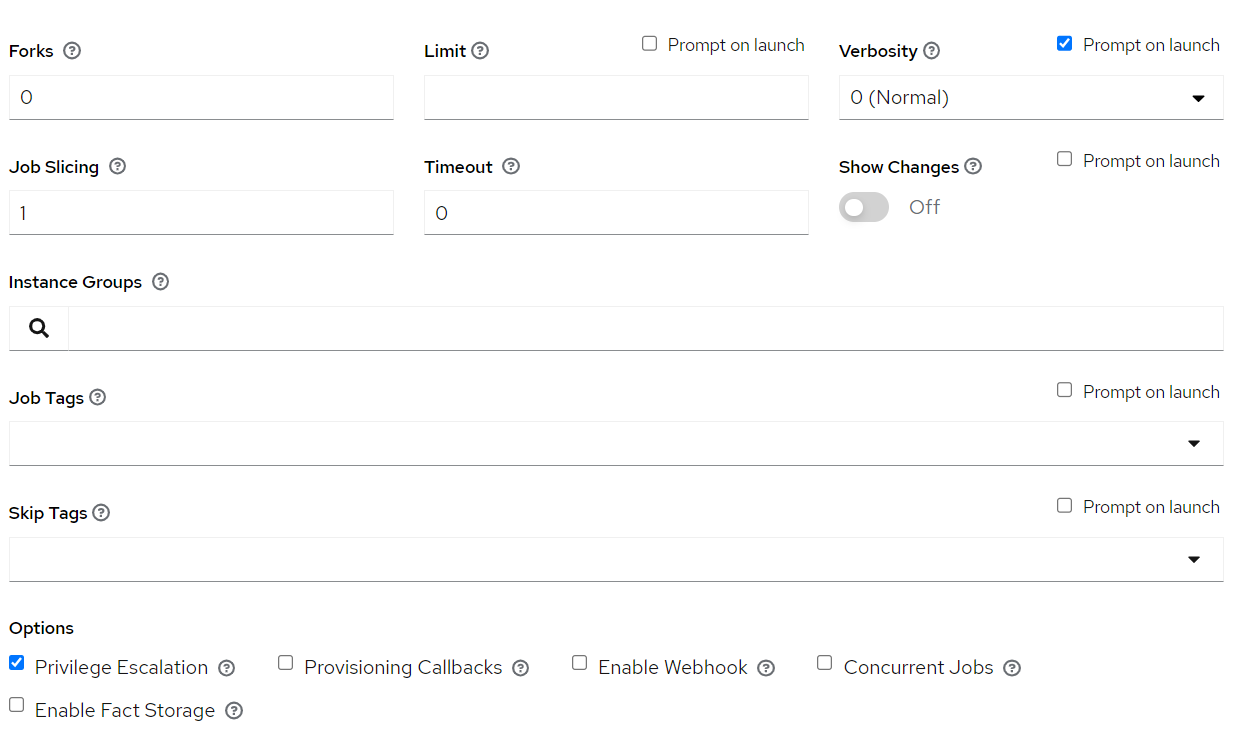 Forks
Limit
Prompt on launch
Verbosity
Prompt on launch
0
0 (Normal)
Job Slicing
Timeout
Show Changes
Prompt on launch
1
0
Off
Instance Groups
Job Tags
Prompt on launch
Skip Tags
Prompt on launch
Options
Privilege Escalation
Provisioning Callbacks
Enable Webhook
Concurrent Jobs
Enable Fact Storage